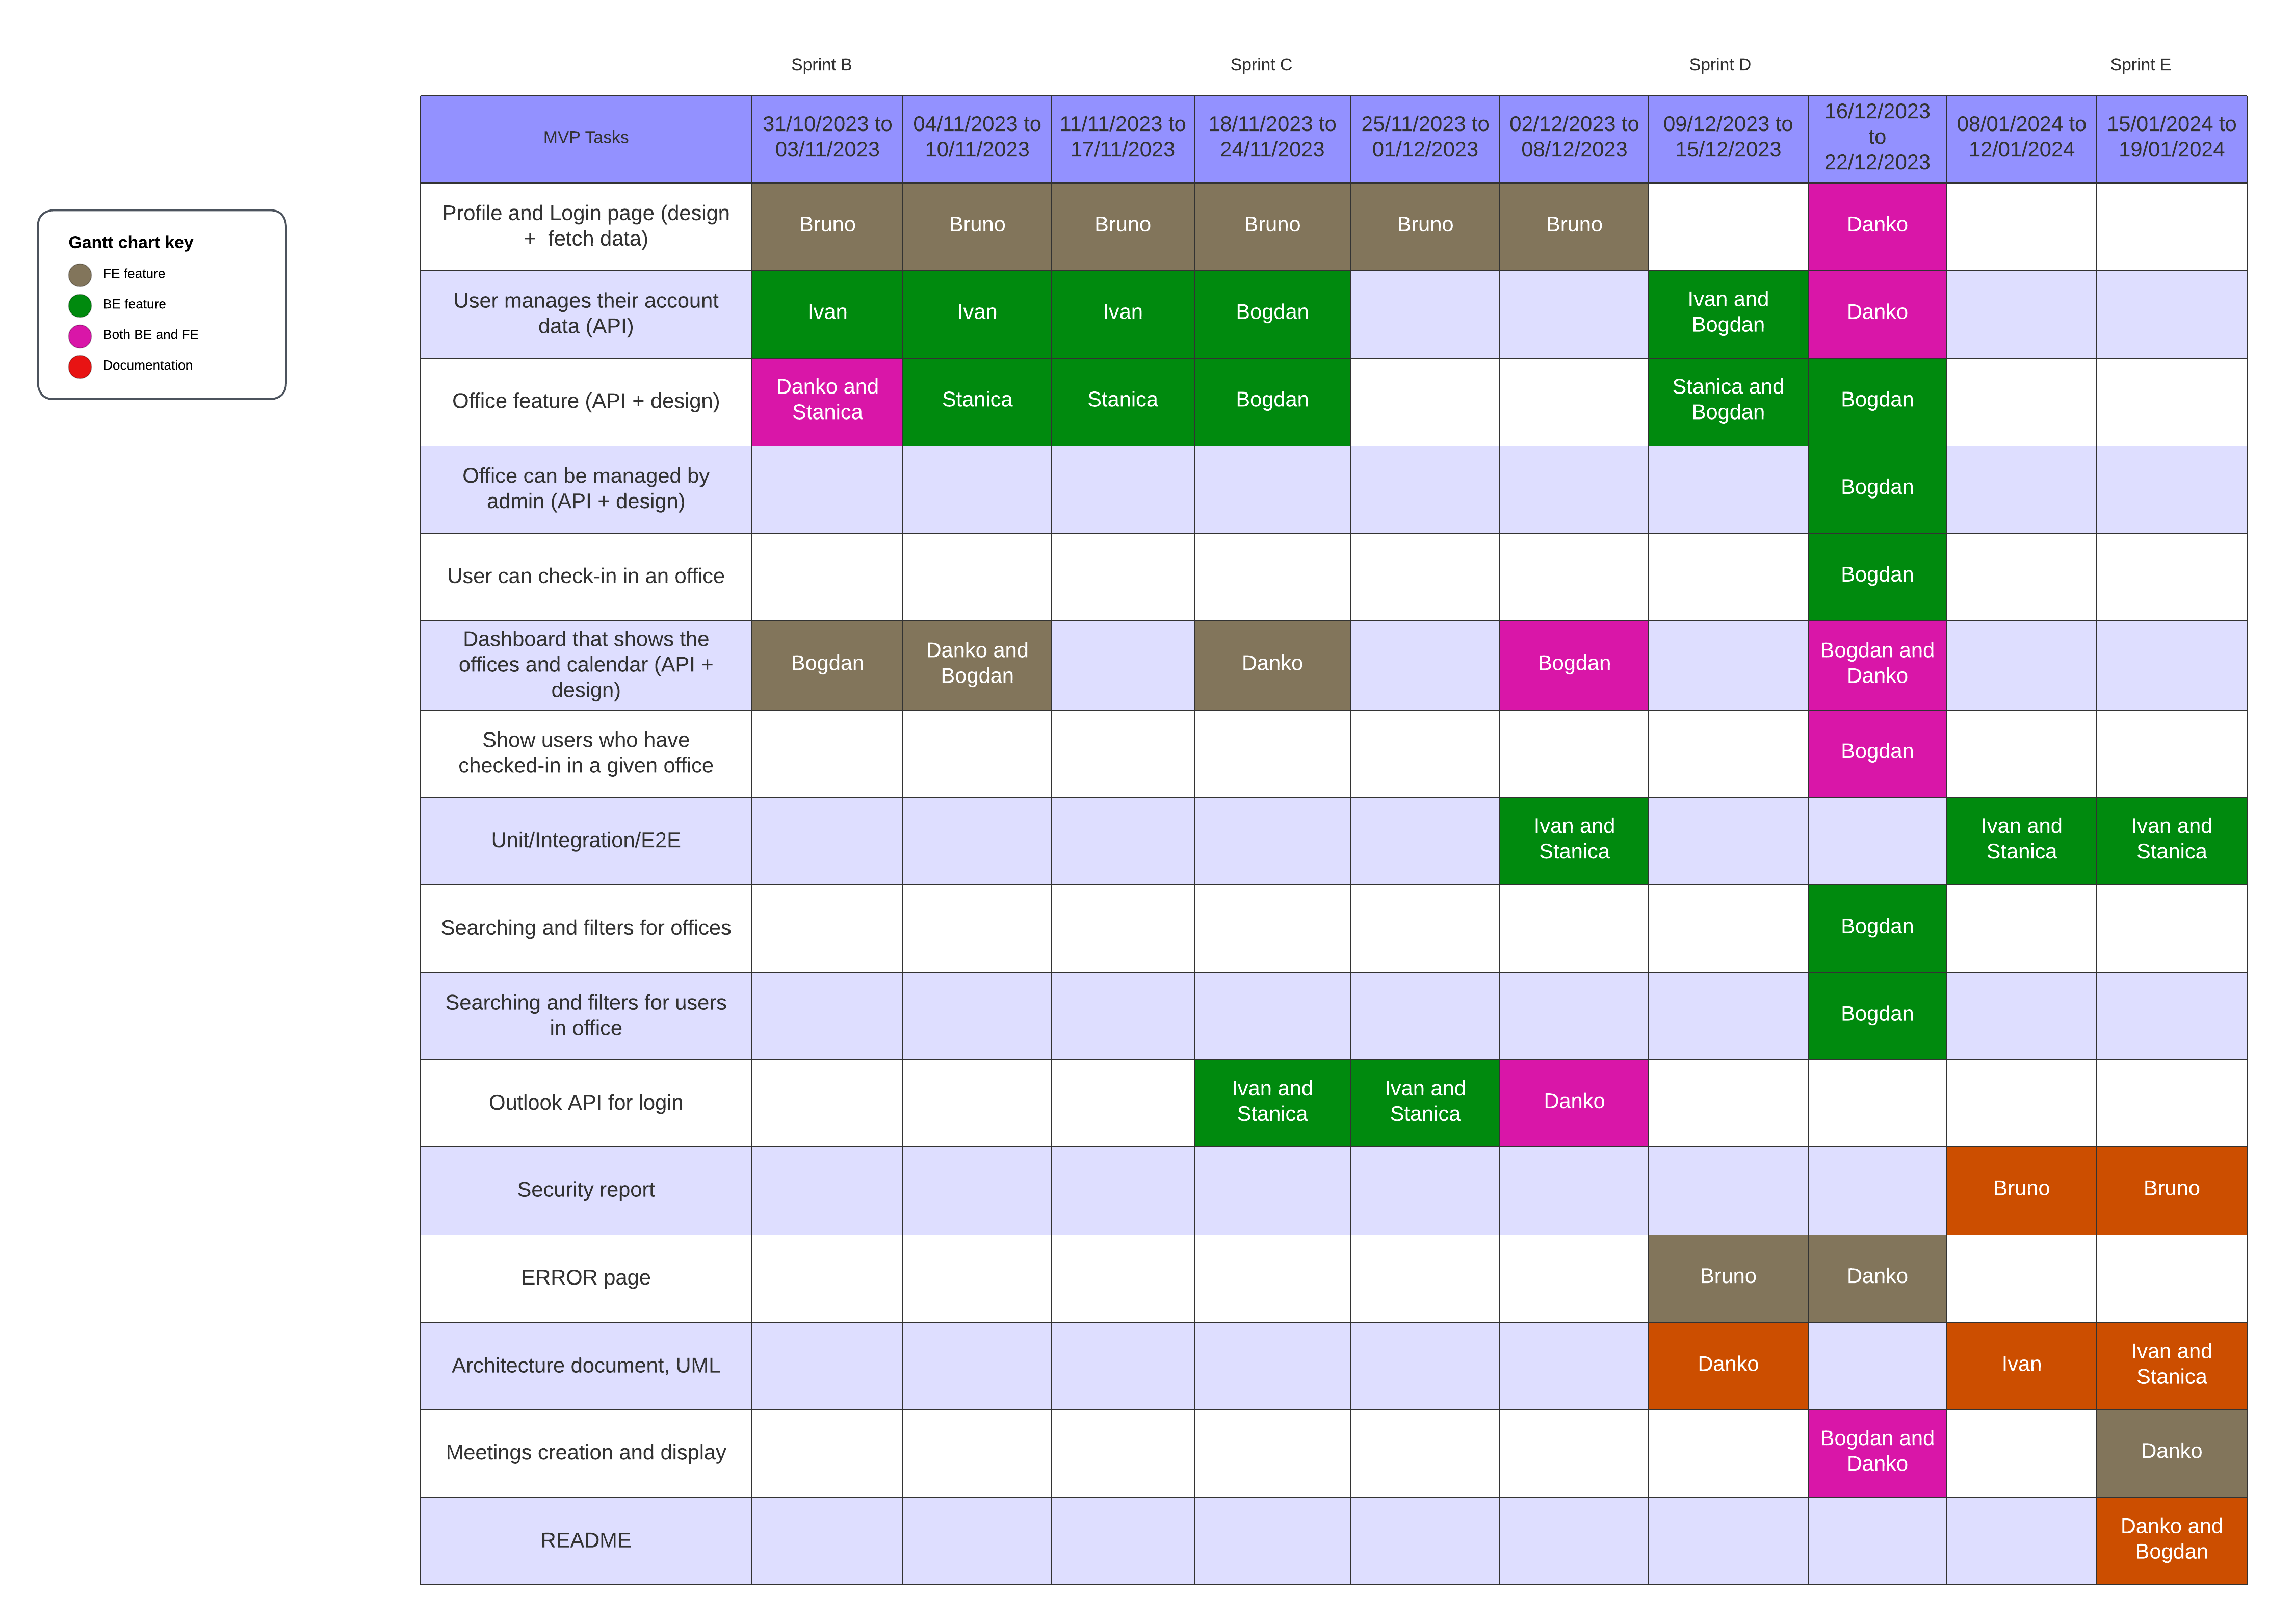 Sprint B
Sprint C
Sprint D
Sprint E
MVP Tasks
31/10/2023 to
03/11/2023
04/11/2023 to
10/11/2023
11/11/2023 to
17/11/2023
18/11/2023 to
24/11/2023
25/11/2023 to
01/12/2023
02/12/2023 to
08/12/2023
09/12/2023 to
15/12/2023
16/12/2023
to
22/12/2023
08/01/2024 to
12/01/2024
15/01/2024 to
19/01/2024
Gantt chart key
FE feature
BE feature
Both BE and FE
Documentation
Profile and Login page (design
+ fetch data)
Bruno
Bruno
Bruno
Bruno
Bruno
Bruno
Danko
User manages their account
data (API)
Ivan
Ivan
Ivan
Bogdan
Ivan and
Bogdan
Danko
Office feature (API + design)
Danko and
Stanica
Stanica
Stanica
Bogdan
Stanica and
Bogdan
Bogdan
Office can be managed by
admin (API + design)
Bogdan
User can check-in in an office
Bogdan
Dashboard that shows the
offices and calendar (API +
design)
Bogdan
Danko and
Bogdan
Danko
Bogdan
Bogdan and
Danko
Show users who have
checked-in in a given office
Bogdan
Unit/Integration/E2E
Ivan and
Stanica
Ivan and
Stanica
Ivan and
Stanica
Searching and filters for offices
Bogdan
Searching and filters for users
in office
Bogdan
Outlook API for login
Ivan and
Stanica
Ivan and
Stanica
Danko
Security report
Bruno
Bruno
ERROR page
Bruno
Danko
Architecture document, UML
Danko
Ivan
Ivan and
Stanica
Meetings creation and display
Bogdan and
Danko
Danko
README
Danko and
Bogdan